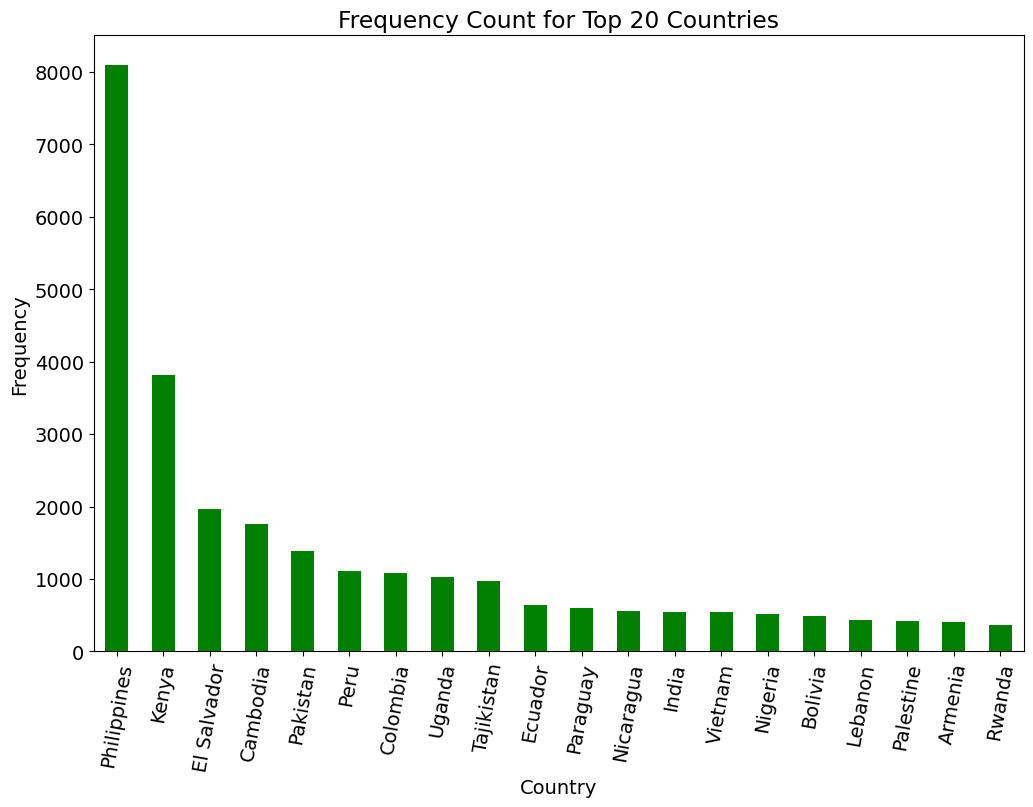 Frequency Count for Top 20 Countries
8000
7000
6000
5000
4000
3000
2000
1000
0
Frequency
Philippines
Kenya
El Salvador
Cambodia
Pakistan
Peru
Colombia
Uganda
Tajikistan
Ecuador
Paraguay
Nicaragua
India
Vietnam
Nigeria
Bolivia
Lebanon
Palestine
Armenia
Rwanda
Country